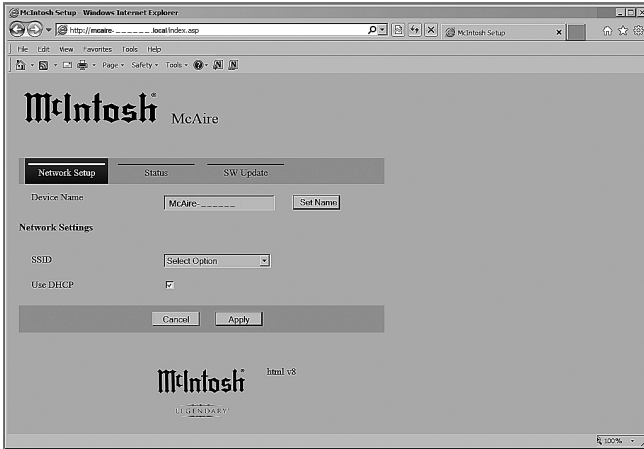 McIntosh Setup - Windows Internet Explorer
http://mcaire-______.local/index.asp
McIntosh Setup
File Edit View Favorites Tools Help
Page Safety Tools
McIntosh® McAire
Network Setup Status SW Update
Device Name McAire-______ Set Name
Network Settings
SSID Select Option
Use DHCP
Cancel Apply
McIntosh html v8
LEGENDARY
100%